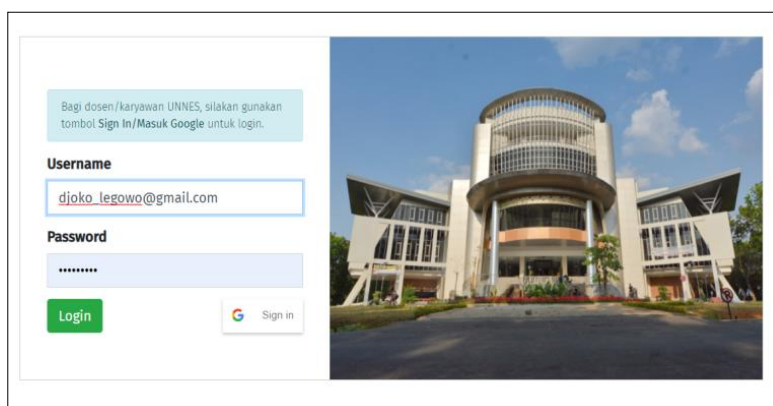 Bagi dosen/karyawan UNNES, silakan gunakan
tombol Sign In/Masuk Google untuk login.
Username
djoko_legowo@gmail.com
Password
•••••••••
Login
G Sign in